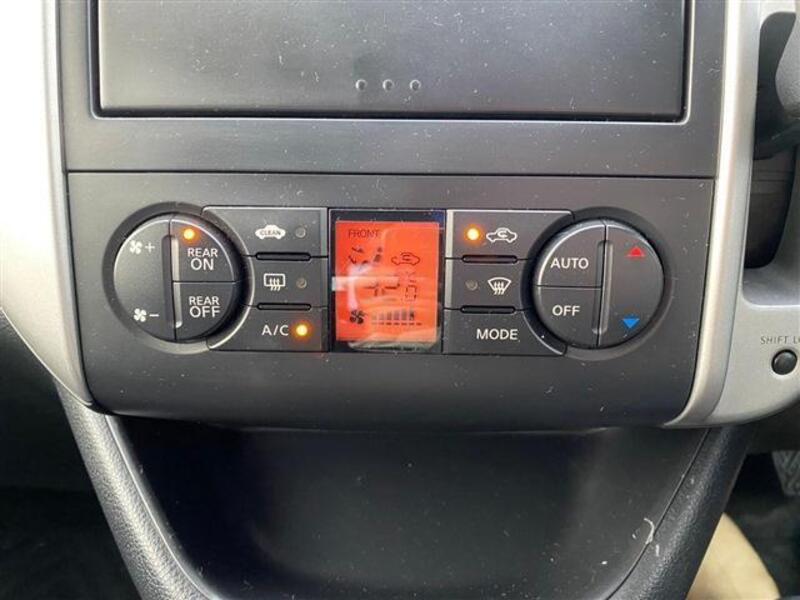 +
REAR
ON
-
REAR
OFF
CLEAN
A/C
FRONT
MODE
AUTO
OFF
SHIFT